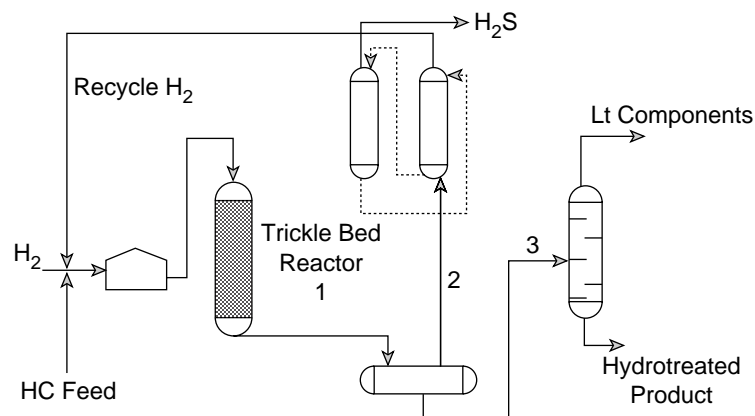 H₂S
Recycle H₂
Lt Components
H₂
Trickle Bed
Reactor
1
2
3
HC Feed
Hydrotreated
Product